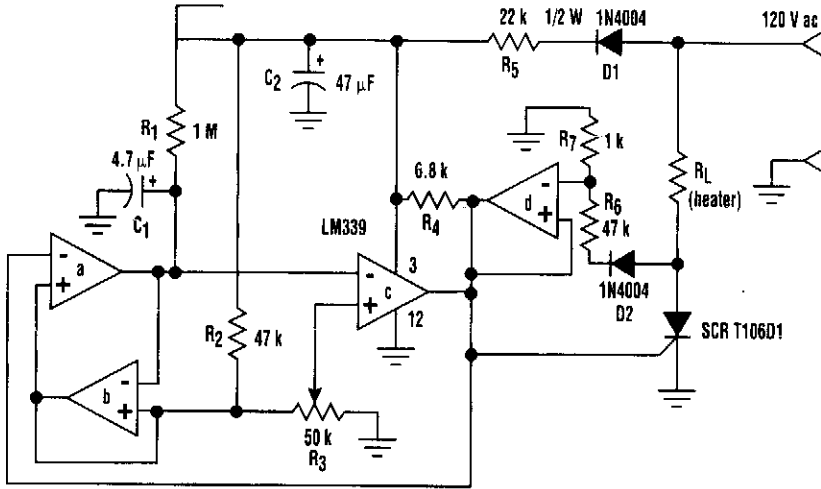 22 k 1/2 W 1N4004 120 V ac
R5 D1
C2 + 47 µF
R1 1 M
R7 1 k
4.7 µF +
C1
6.8 k
R4
RL (heater)
R6 47 k
LM339
- + d
- + a
- + c 3 12
1N4004
D2
SCR T106D1
R2 47 k
- + b
50 k
R3